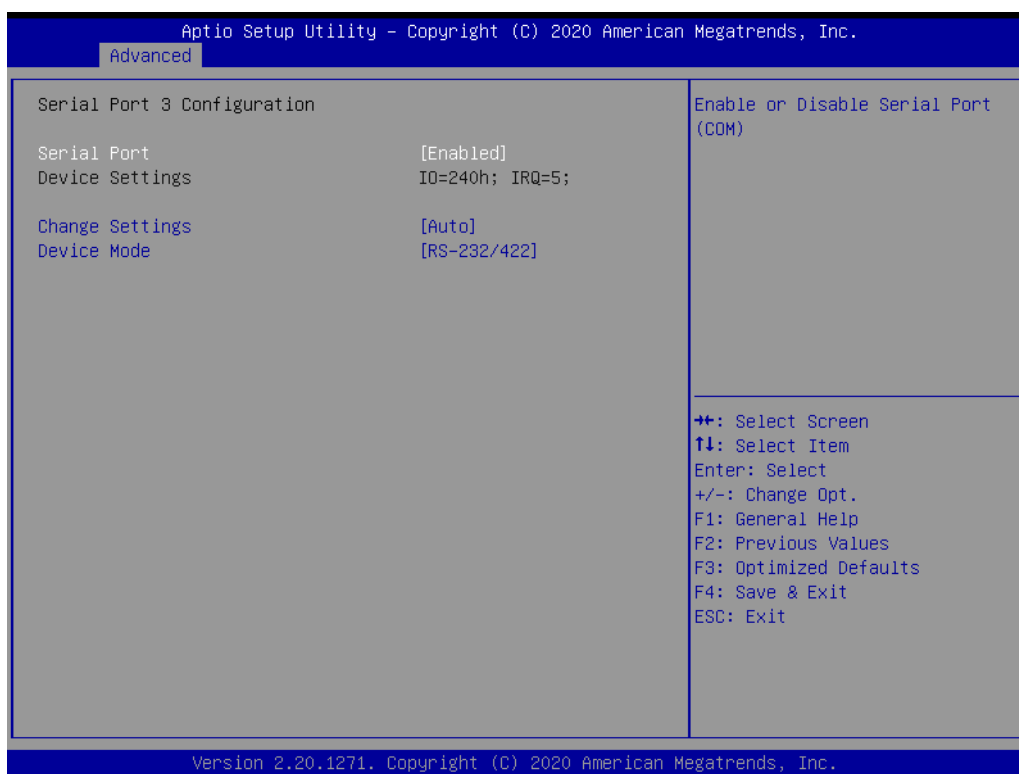 Aptio Setup Utility – Copyright (C) 2020 American Megatrends, Inc.
Advanced
Serial Port 3 Configuration
Serial Port [Enabled]
Device Settings IO=240h; IRQ=5;
Change Settings [Auto]
Device Mode [RS-232/422]
Enable or Disable Serial Port
(COM)
→←: Select Screen
↑↓: Select Item
Enter: Select
+/-: Change Opt.
F1: General Help
F2: Previous Values
F3: Optimized Defaults
F4: Save & Exit
ESC: Exit
Version 2.20.1271. Copyright (C) 2020 American Megatrends, Inc.